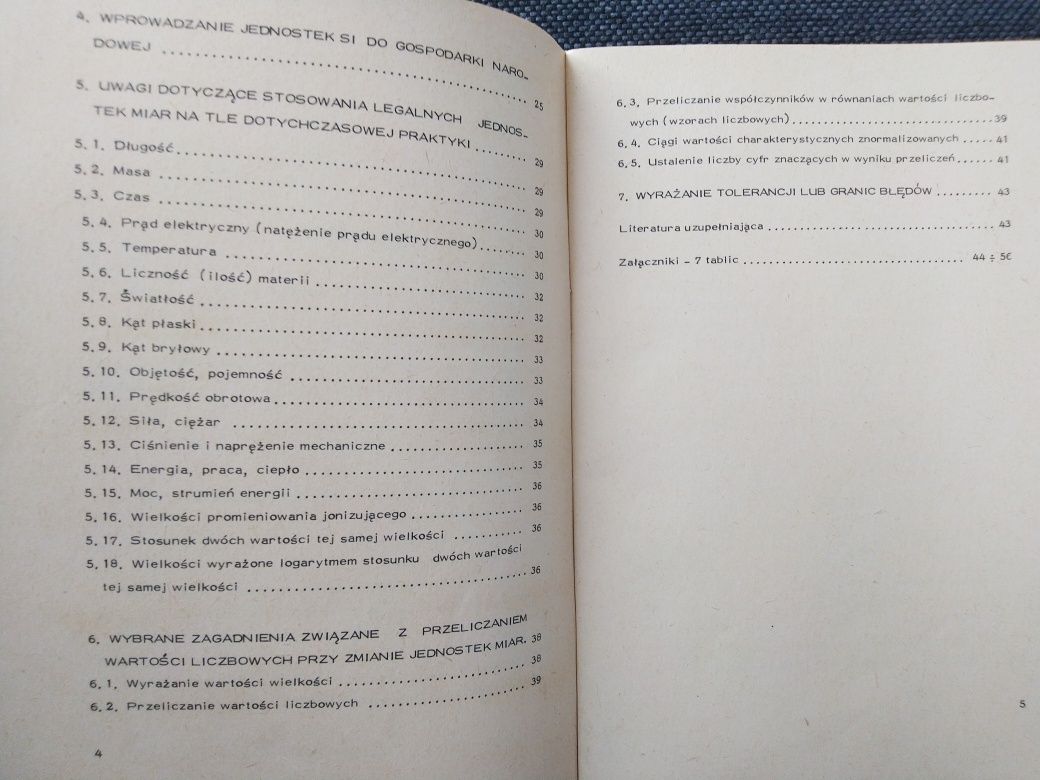 4. WPROWADZANIE JEDNOSTEK SI DO GOSPODARKI NARO-
DOWEJ ........................................ 25
5. UWAGI DOTYCZĄCE STOSOWANIA LEGALNYCH JEDNOS-
TEK MIAR NA TLE DOTYCHCZASOWEJ PRAKTYKI ......... 29
5.1. Długość ........................................ 29
5.2. Masa ........................................ 29
5.3. Czas ........................................ 30
5.4. Prąd elektryczny (natężenie prądu elektrycznego) ...... 30
5.5. Temperatura ................................ 30
5.6. Liczność (ilość) materii ........................ 32
5.7. Światłość ................................ 32
5.8. Kąt płaski ................................ 32
5.9. Kąt bryłowy ................................ 33
5.10. Objętość, pojemność ........................ 33
5.11. Prędkość obrotowa ........................ 34
5.12. Siła, ciężar ................................ 34
5.13. Ciśnienie i naprężenie mechaniczne ............. 35
5.14. Energia, praca, ciepło ........................ 35
5.15. Moc, strumień energii ........................ 36
5.16. Wielkości promieniowania jonizującego ............ 36
5.17. Stosunek dwóch wartości tej samej wielkości .......... 36
5.18. Wielkości wyrażone logarytmem stosunku dwóch wartości
tej samej wielkości ................................ 36
6. WYBRANE ZAGADNIENIA ZWIĄZANE Z PRZELICZANIEM
WARTOŚCI LICZBOWYCH PRZY ZMIANIE JEDNOSTEK MIAR. 38
6.1. Wyrażanie wartości wielkości ........................ 38
6.2. Przeliczanie wartości liczbowych .................... 39
4
6.3. Przeliczanie współczynników w równaniach wartości liczbo-
wych (wzorach liczbowych) ............................ 39
6.4. Ciągi wartości charakterystycznych znormalizowanych ..... 41
6.5. Ustalenie liczby cyfr znaczących w wyniku przeliczeń ...... 41
7. WYRAŻANIE TOLERANCJI LUB GRANIC BŁĘDÓW ......... 43
Literatura uzupełniająca ................................ 43
Załączniki - 7 tablic ................................ 44 ÷ 56
5